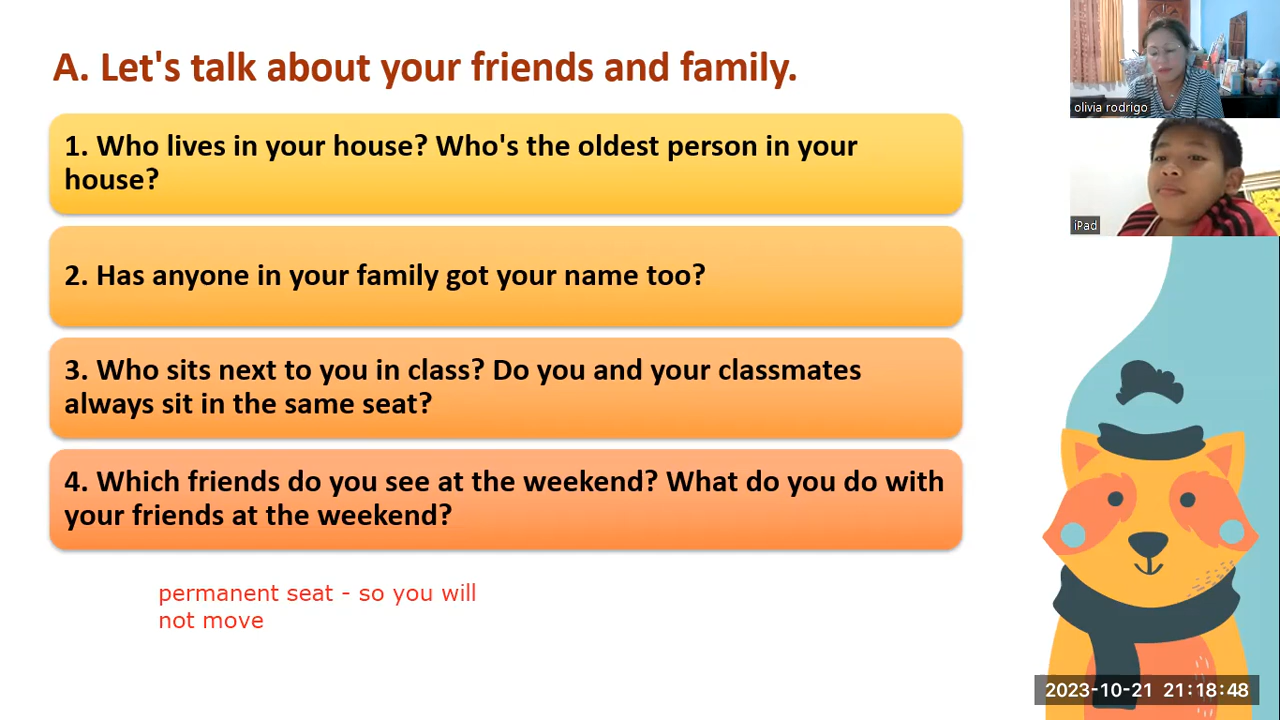 A. Let's talk about your friends and family.
olivia rodrigo
1. Who lives in your house? Who's the oldest person in your
house?
iPad
2. Has anyone in your family got your name too?
3. Who sits next to you in class? Do you and your classmates
always sit in the same seat?
4. Which friends do you see at the weekend? What do you do with
your friends at the weekend?
permanent seat - so you will
not move
2023-10-21 21:18:48